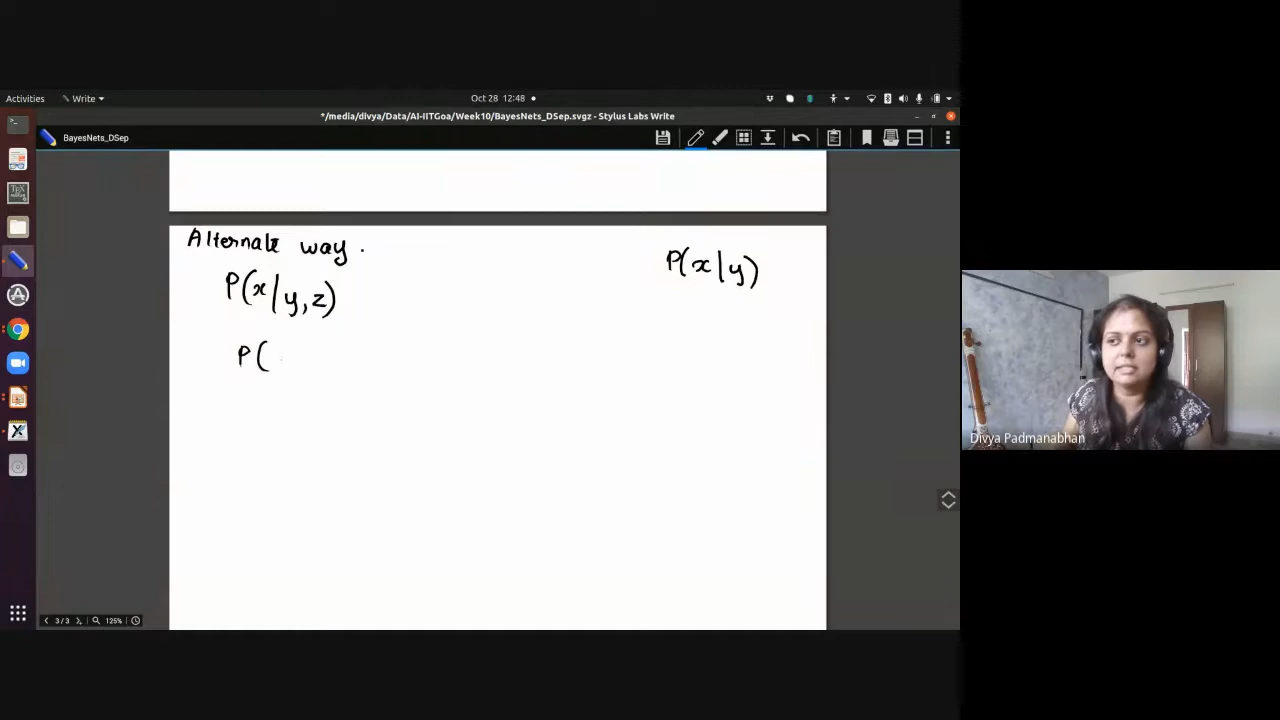 Activities Write Oct 28 12:48
*/media/divya/Data/AI-IITGoa/Week10/BayesNets_DSep.svgz - Stylus Labs Write
BayesNets_DSep
Alternate way.
P(x|y)
P(x|y,z)
P(
Divya Padmanabhan
3/3 125%